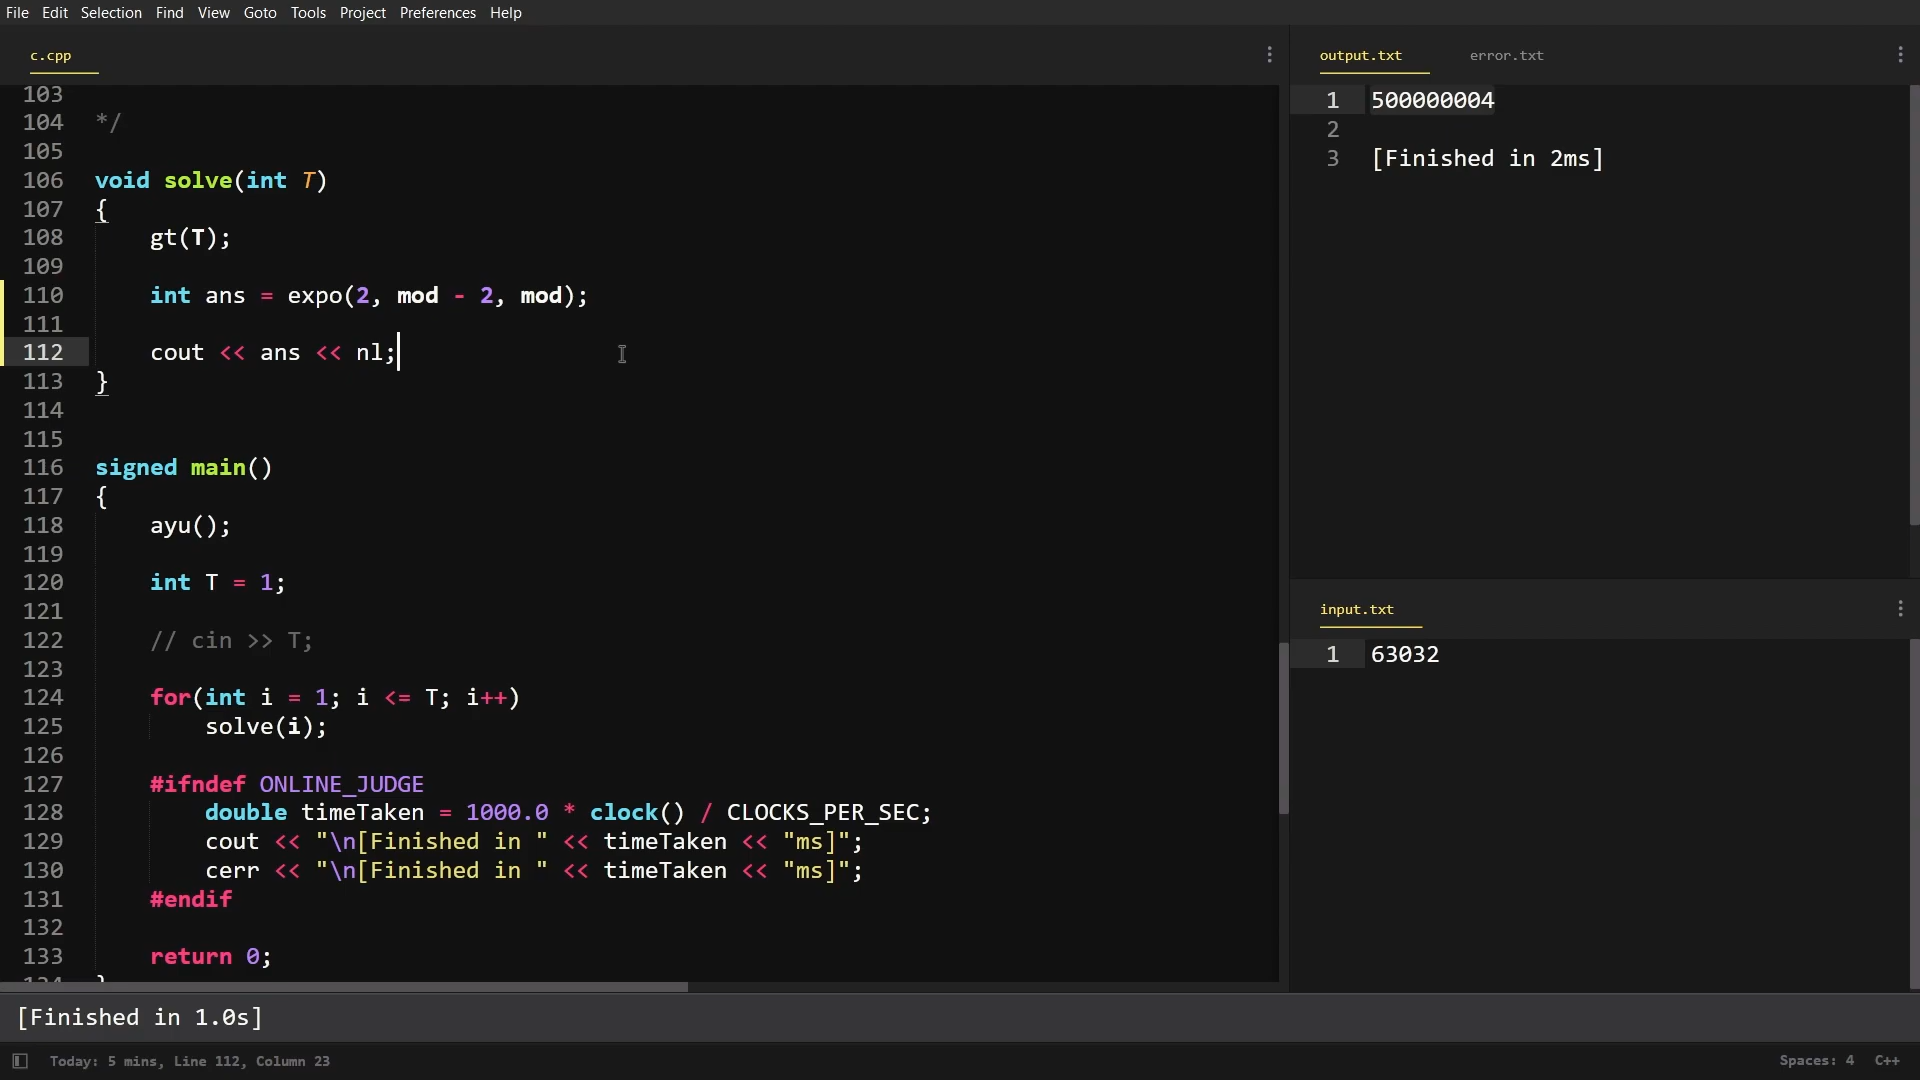 File Edit Selection Find View Goto Tools Project Preferences Help
c.cpp
103
104 */
105
106 void solve(int T)
107 {
108 gt(T);
109
110 int ans = expo(2, mod - 2, mod);
111
112 cout << ans << nl;
113 }
114
115
116 signed main()
117 {
118 ayu();
119
120 int T = 1;
121
122 // cin >> T;
123
124 for(int i = 1; i <= T; i++)
125 solve(i);
126
127 #ifndef ONLINE_JUDGE
128 double timeTaken = 1000.0 * clock() / CLOCKS_PER_SEC;
129 cout << "\n[Finished in " << timeTaken << "ms]";
130 cerr << "\n[Finished in " << timeTaken << "ms]";
131 #endif
132
133 return 0;
134 }
output.txt error.txt
1 500000004
2
3 [Finished in 2ms]
input.txt
1 63032
[Finished in 1.0s]
Today: 5 mins, Line 112, Column 23
Spaces: 4 C++